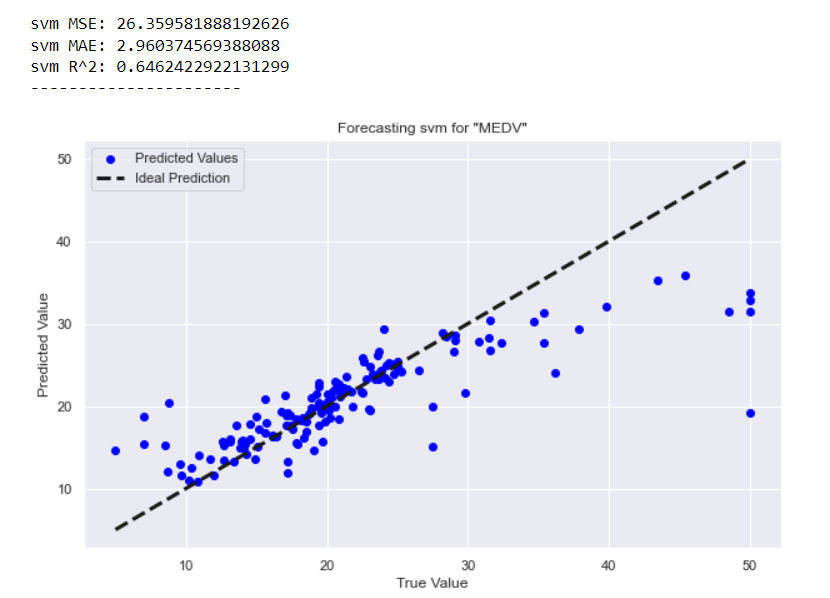 svm MSE: 26.359581888192626
svm MAE: 2.960374569388088
svm R^2: 0.6462422922131299
----------------------
Forecasting svm for "MEDV"
Predicted Values
Ideal Prediction
50
40
30
20
10
Predicted Value
10 20 30 40 50
True Value